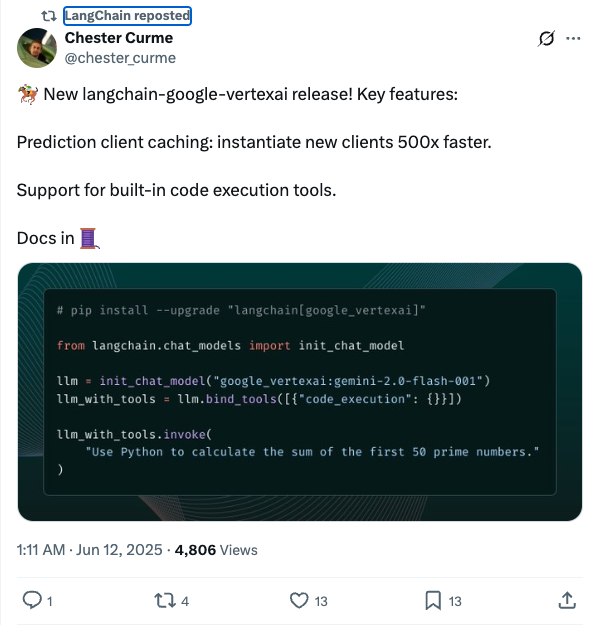 LangChain reposted
Chester Curme
@chester_curme
🏇 New langchain-google-vertexai release! Key features:
Prediction client caching: instantiate new clients 500x faster.
Support for built-in code execution tools.
Docs in 🧵
# pip install --upgrade "langchain[google_vertexai]"
from langchain.chat_models import init_chat_model
llm = init_chat_model("google_vertexai:gemini-2.0-flash-001")
llm_with_tools = llm.bind_tools([{"code_execution": {}}])
llm_with_tools.invoke(
    "Use Python to calculate the sum of the first 50 prime numbers."
)
1:11 AM · Jun 12, 2025 · 4,806 Views
1 4 13 13